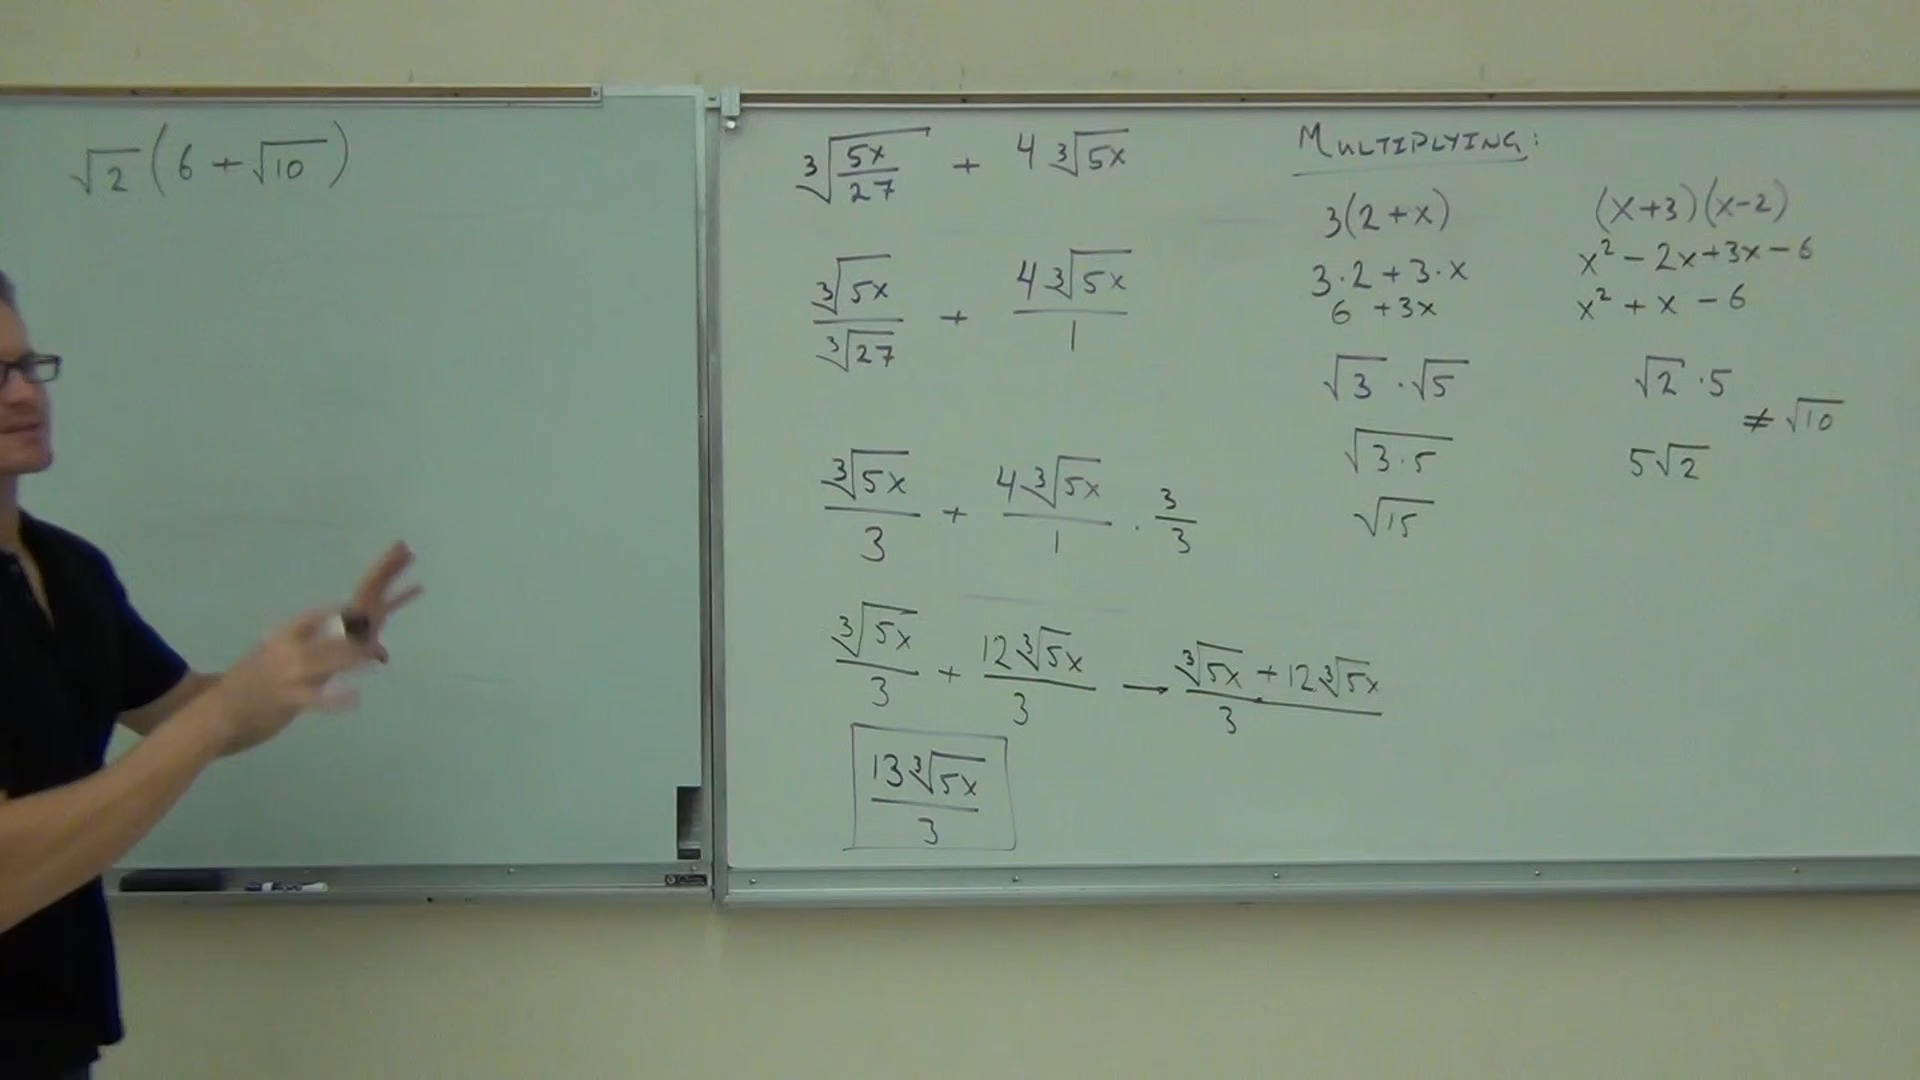 √2 (6 + √10)
∛(5x/27) + 4∛5x
∛5x/∛27 + 4∛5x/1
∛5x/3 + 4∛5x/1 · 3/3
∛5x/3 + 12∛5x/3 → (∛5x + 12∛5x)/3
13∛5x/3
MULTIPLYING:
3(2+x)
3·2+3·x
6 +3x
√3 · √5
√(3·5)
√15
(x+3)(x-2)
x² - 2x+3x-6
x² + x - 6
√2 · 5
≠ √10
5√2